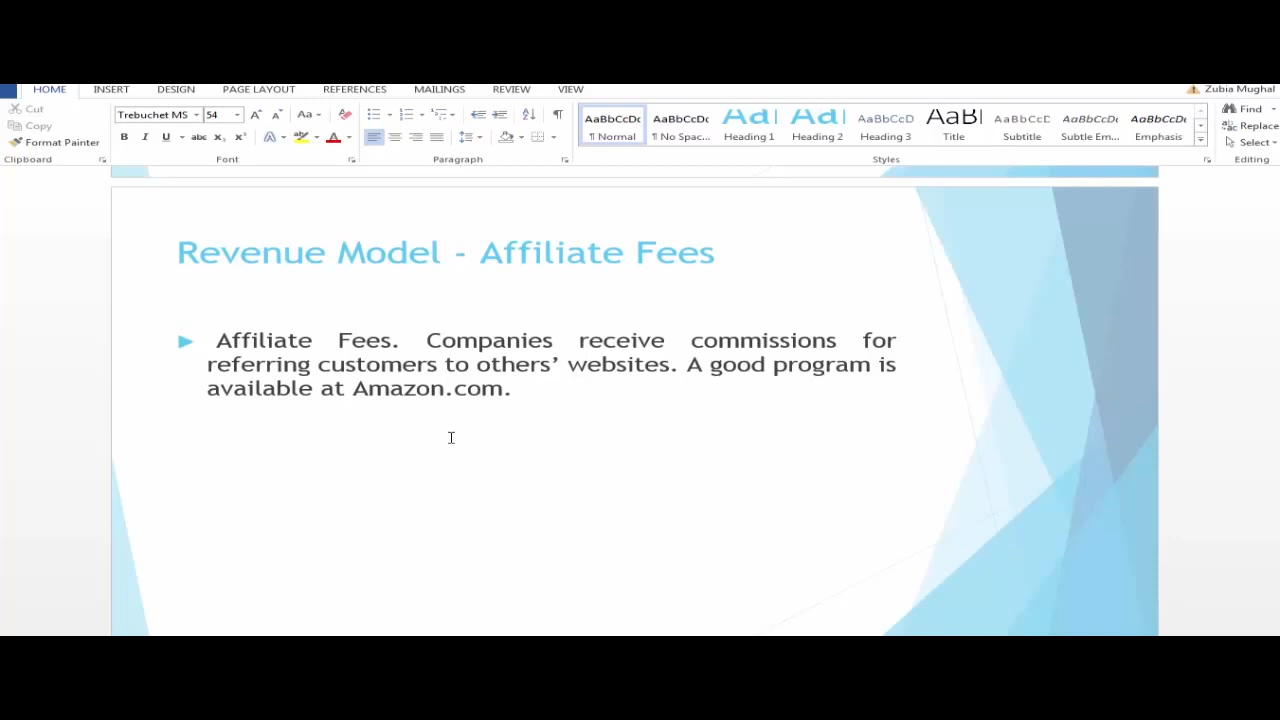 HOME INSERT DESIGN PAGE LAYOUT REFERENCES MAILINGS REVIEW VIEW Zubia Mughal
Cut
Copy
Format Painter
Clipboard
Trebuchet MS 54 Aa
B I U abc x₂ x² A A
Font
Paragraph
AaBbCcDc AaBbCcDc AaBbCcD AaB AaBbCcD AaBbCcDc AaBbCcDc
¶ Normal ¶ No Spac... Heading 1 Heading 2 Heading 3 Title Subtitle Subtle Em... Emphasis
Styles
Find
Replace
Select
Editing
Revenue Model - Affiliate Fees
Affiliate Fees. Companies receive commissions for
referring customers to others’ websites. A good program is
available at Amazon.com.